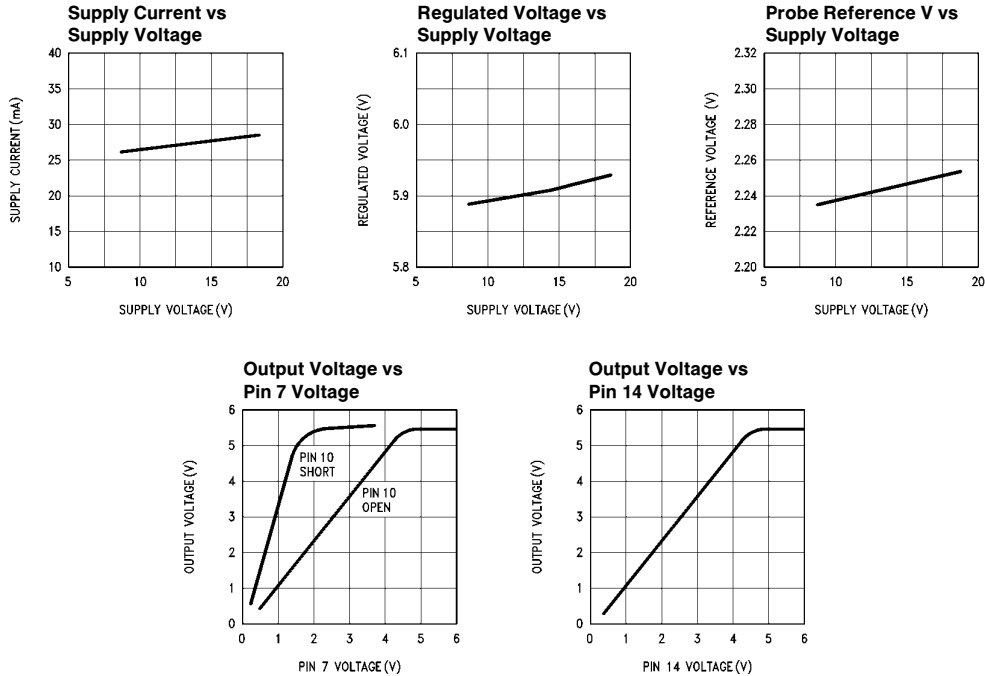 Supply Current vs
Supply Voltage
40
35
30
25
20
15
10
5
10
15
20
SUPPLY CURRENT (mA)
SUPPLY VOLTAGE (V)
Regulated Voltage vs
Supply Voltage
6.1
6.0
5.9
5.8
5
10
15
20
REGULATED VOLTAGE (V)
SUPPLY VOLTAGE (V)
Probe Reference V vs
Supply Voltage
2.32
2.30
2.28
2.26
2.24
2.22
2.20
5
10
15
20
REFERENCE VOLTAGE (V)
SUPPLY VOLTAGE (V)
Output Voltage vs
Pin 7 Voltage
6
5
4
3
2
1
0
0
1
2
3
4
5
6
PIN 10
SHORT
PIN 10
OPEN
OUTPUT VOLTAGE (V)
PIN 7 VOLTAGE (V)
Output Voltage vs
Pin 14 Voltage
6
5
4
3
2
1
0
0
1
2
3
4
5
6
OUTPUT VOLTAGE (V)
PIN 14 VOLTAGE (V)